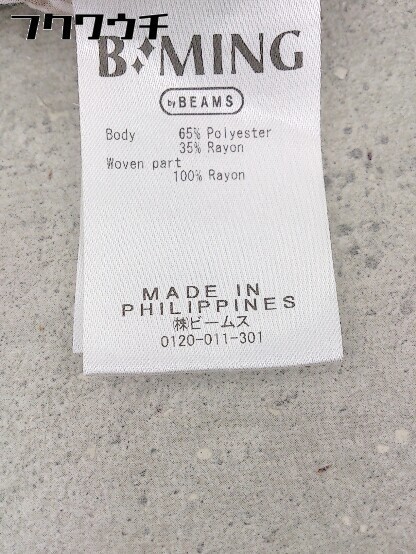 フクワウチ
B✦MING
by BEAMS
Body 65% Polyester
35% Rayon
Woven part
100% Rayon
MADE IN
PHILIPPINES
㈱ビームス
0120-011-301